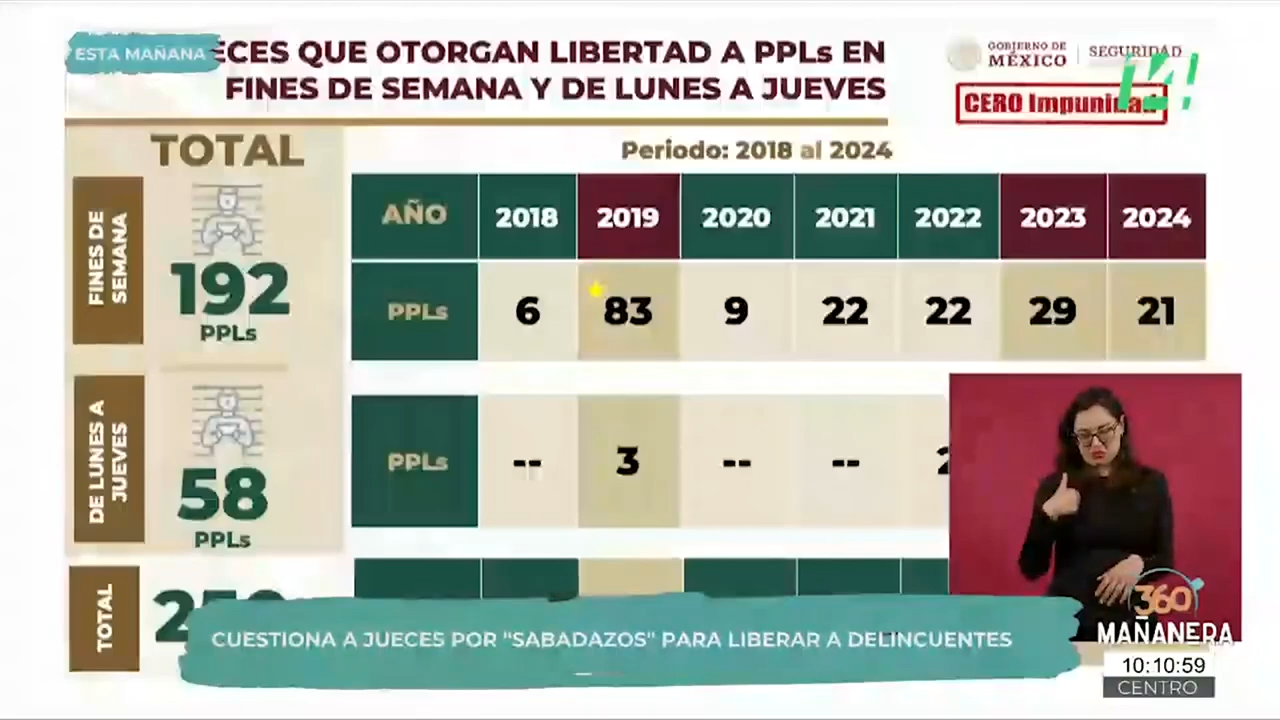 ESTA MAÑANA
ECES QUE OTORGAN LIBERTAD A PPLs EN
FINES DE SEMANA Y DE LUNES A JUEVES
GOBIERNO DE
MÉXICO
SEGURIDAD
CERO Impunidad
14!
TOTAL
Periodo: 2018 al 2024
FINES DE
SEMANA
192
PPLs
AÑO 2018 2019 2020 2021 2022 2023 2024
PPLs 6 83 9 22 22 29 21
DE LUNES A
JUEVES
58
PPLs
PPLs -- 3 -- --
TOTAL
CUESTIONA A JUECES POR "SABADAZOS" PARA LIBERAR A DELINCUENTES
360°
MAÑANERA
10:10:59
CENTRO